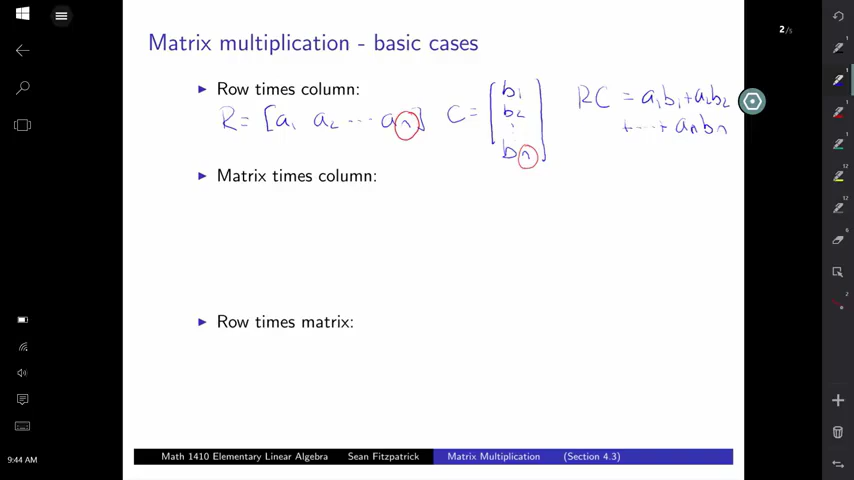 2/5
Matrix multiplication - basic cases
▶ Row times column:
R = [a₁ a₂ ⋯ aₙ] C = [b₁ b₂ ⋮ bₙ] RC = a₁b₁+a₂b₂
+⋯+ aₙbₙ
▶ Matrix times column:
▶ Row times matrix:
Math 1410 Elementary Linear Algebra Sean Fitzpatrick Matrix Multiplication (Section 4.3)
9:44 AM